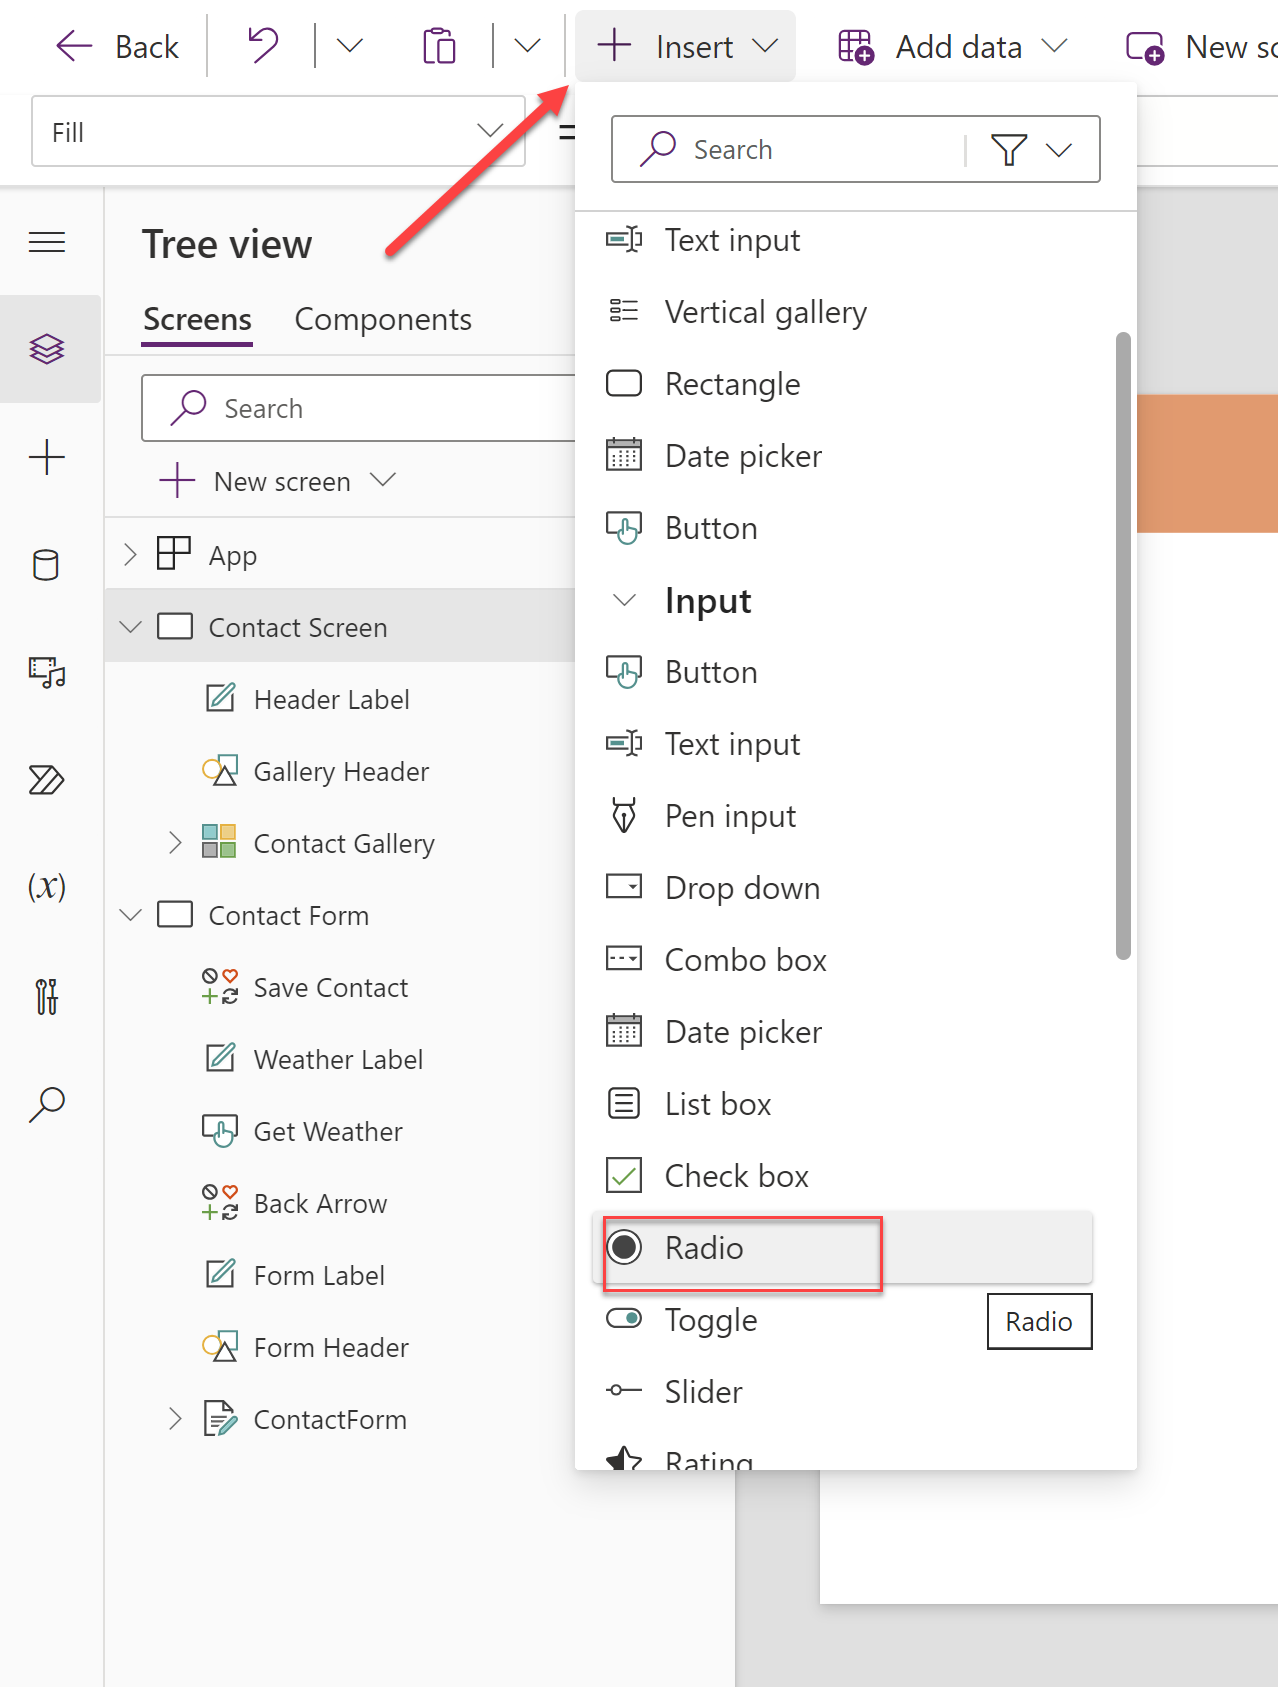 Back
Insert
Add data
New sc
Fill
=
Search
Tree view
Screens
Components
Search
New screen
App
Contact Screen
Header Label
Gallery Header
Contact Gallery
Contact Form
Save Contact
Weather Label
Get Weather
Back Arrow
Form Label
Form Header
ContactForm
(x)
Text input
Vertical gallery
Rectangle
Date picker
Button
Input
Button
Text input
Pen input
Drop down
Combo box
Date picker
List box
Check box
Radio
Toggle
Radio
Slider
Rating